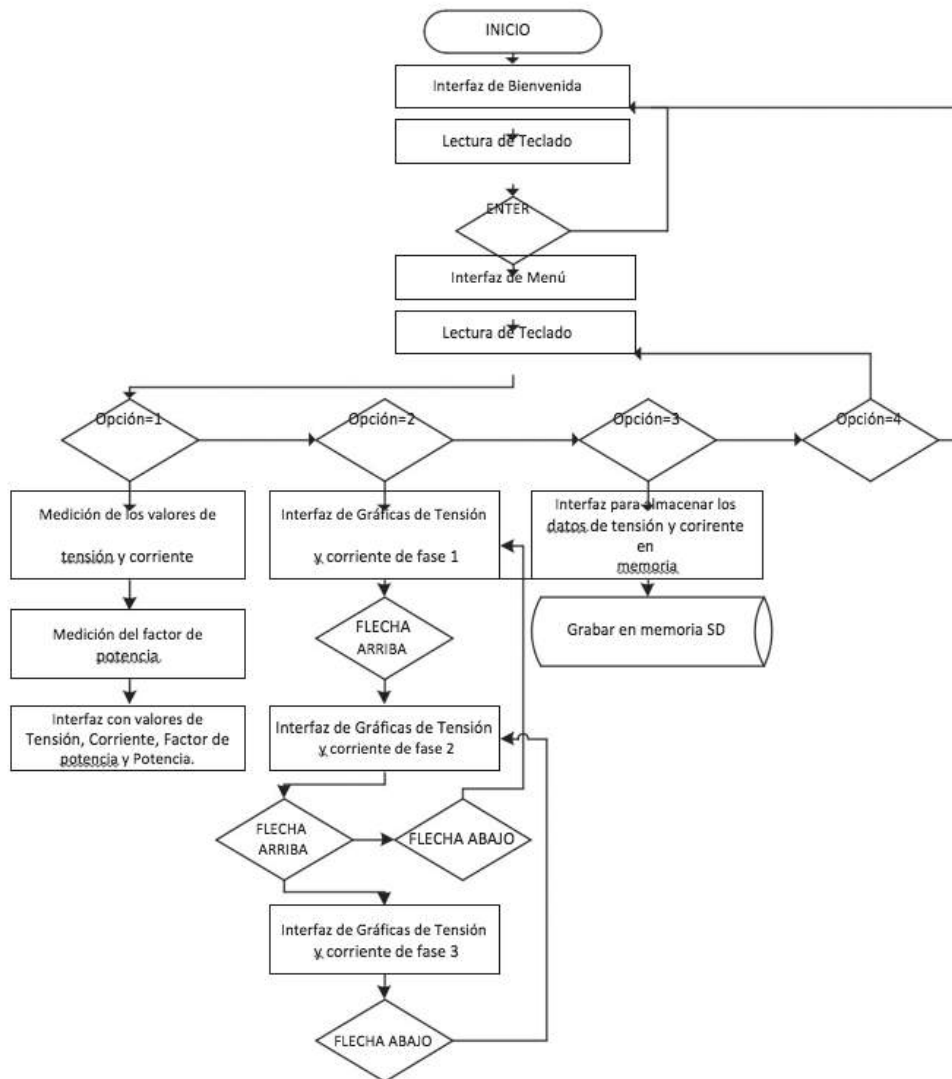 INICIO
Interfaz de Bienvenida
Lectura de Teclado
ENTER
Interfaz de Menú
Lectura de Teclado
Opción=1
Opción=2
Opción=3
Opción=4
Medición de los valores de
tensión y corriente
Interfaz de Gráficas de Tensión
y corriente de fase 1
Interfaz para almacenar los
datos de tensión y corirente
en
memoria
Medición del factor de
potencia
FLECHA
ARRIBA
Grabar en memoria SD
Interfaz con valores de
Tensión, Corriente, Factor de
potencia y Potencia.
Interfaz de Gráficas de Tensión
y corriente de fase 2
FLECHA
ARRIBA
FLECHA ABAJO
Interfaz de Gráficas de Tensión
y corriente de fase 3
FLECHA ABAJO